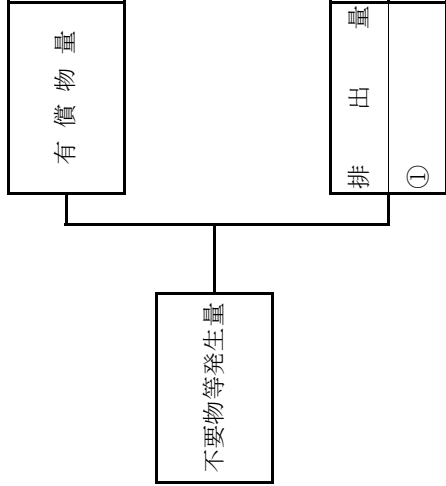 不要物等発生量
有償物量
排出量
①